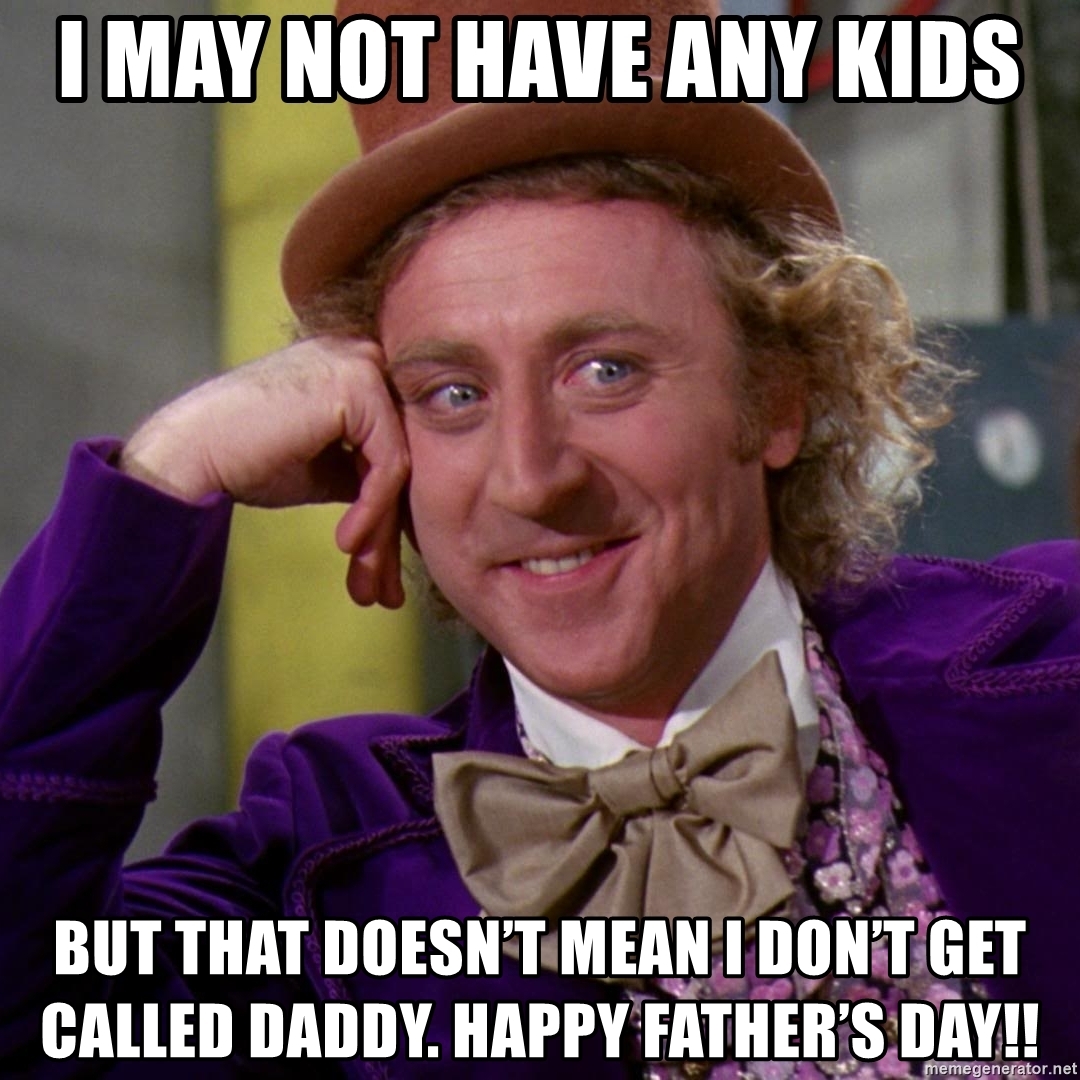 I MAY NOT HAVE ANY KIDS
BUT THAT DOESN'T MEAN I DON'T GET
CALLED DADDY. HAPPY FATHER'S DAY!!
memegenerator.net